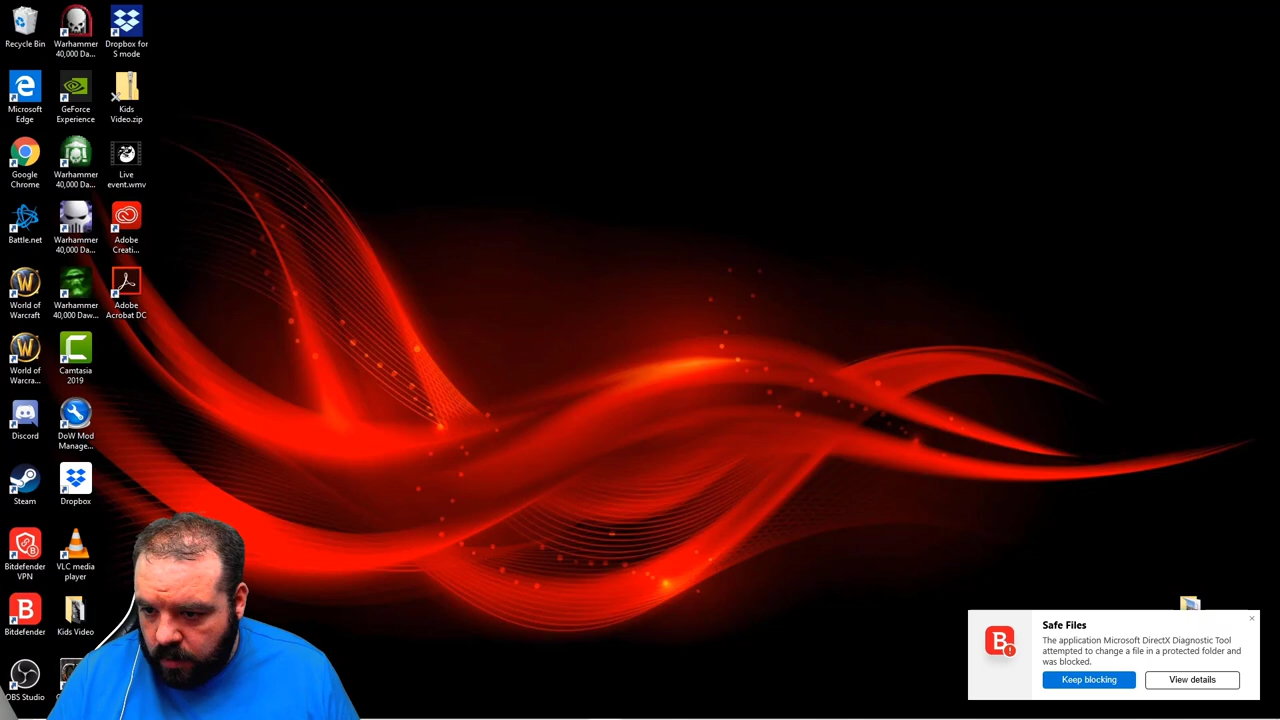 Recycle Bin
Warhammer
40,000 Da...
Dropbox for
S mode
Microsoft
Edge
GeForce
Experience
Kids
Video.zip
Google
Chrome
Warhammer
40,000 Da...
Live
event.wmv
Battle.net
Warhammer
40,000 Da...
Adobe
Creati...
World of
Warcraft
Warhammer
40,000 Daw...
Adobe
Acrobat DC
World of
Warcra...
Camtasia
2019
Discord
DoW Mod
Manage...
Steam
Dropbox
Bitdefender
VPN
VLC media
player
Bitdefender
Kids Video
OBS Studio
Safe Files
The application Microsoft DirectX Diagnostic Tool
attempted to change a file in a protected folder and
was blocked.
Keep blocking
View details